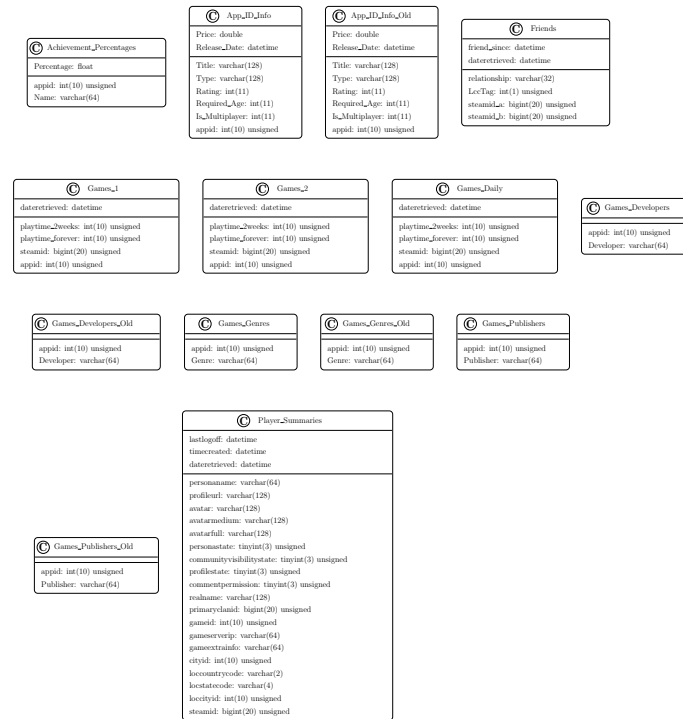 C Achievement_Percentages
Percentage: float
appid: int(10) unsigned
Name: varchar(64)
C App_ID_Info
Price: double
Release_Date: datetime
Title: varchar(128)
Type: varchar(128)
Rating: int(11)
Required_Age: int(11)
Is_Multiplayer: int(11)
appid: int(10) unsigned
C App_ID_Info_Old
Price: double
Release_Date: datetime
Title: varchar(128)
Type: varchar(128)
Rating: int(11)
Required_Age: int(11)
Is_Multiplayer: int(11)
appid: int(10) unsigned
C Friends
friend_since: datetime
dateretrieved: datetime
relationship: varchar(32)
LccTag: int(1) unsigned
steamid_a: bigint(20) unsigned
steamid_b: bigint(20) unsigned
C Games_1
dateretrieved: datetime
playtime_2weeks: int(10) unsigned
playtime_forever: int(10) unsigned
steamid: bigint(20) unsigned
appid: int(10) unsigned
C Games_2
dateretrieved: datetime
playtime_2weeks: int(10) unsigned
playtime_forever: int(10) unsigned
steamid: bigint(20) unsigned
appid: int(10) unsigned
C Games_Daily
dateretrieved: datetime
playtime_2weeks: int(10) unsigned
playtime_forever: int(10) unsigned
steamid: bigint(20) unsigned
appid: int(10) unsigned
C Games_Developers
appid: int(10) unsigned
Developer: varchar(64)
C Games_Developers_Old
appid: int(10) unsigned
Developer: varchar(64)
C Games_Genres
appid: int(10) unsigned
Genre: varchar(64)
C Games_Genres_Old
appid: int(10) unsigned
Genre: varchar(64)
C Games_Publishers
appid: int(10) unsigned
Publisher: varchar(64)
C Games_Publishers_Old
appid: int(10) unsigned
Publisher: varchar(64)
C Player_Summaries
lastlogoff: datetime
timecreated: datetime
dateretrieved: datetime
personaname: varchar(64)
profileurl: varchar(128)
avatar: varchar(128)
avatarmedium: varchar(128)
avatarfull: varchar(128)
personastate: tinyint(3) unsigned
communityvisibilitystate: tinyint(3) unsigned
profilestate: tinyint(3) unsigned
commentpermission: tinyint(3) unsigned
realname: varchar(128)
primaryclanid: bigint(20) unsigned
gameid: int(10) unsigned
gameserverip: varchar(64)
gameextrainfo: varchar(64)
cityid: int(10) unsigned
loccountrycode: varchar(2)
locstatecode: varchar(4)
loccityid: int(10) unsigned
steamid: bigint(20) unsigned